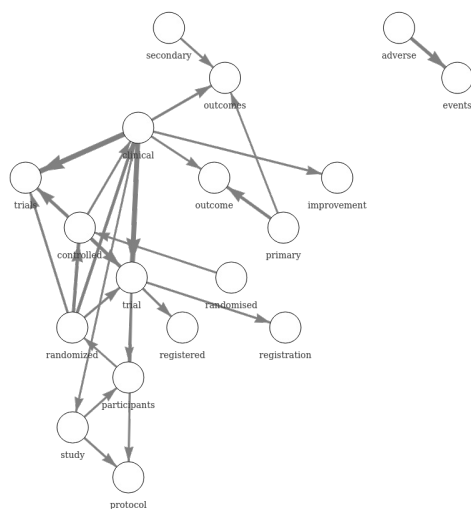 secondary
adverse
outcomes
events
clinical
trials
outcome
improvement
controlled
primary
trial
randomised
randomized
registered
registration
participants
study
protocol